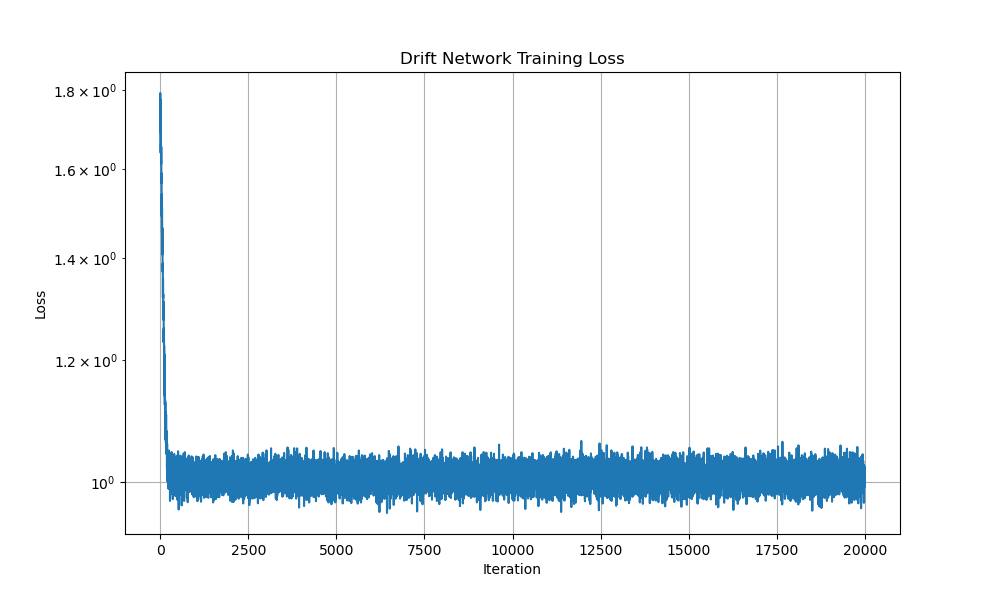 Drift Network Training Loss
1.8 × 10⁰
1.6 × 10⁰
1.4 × 10⁰
1.2 × 10⁰
10⁰
Loss
0 2500 5000 7500 10000 12500 15000 17500 20000
Iteration